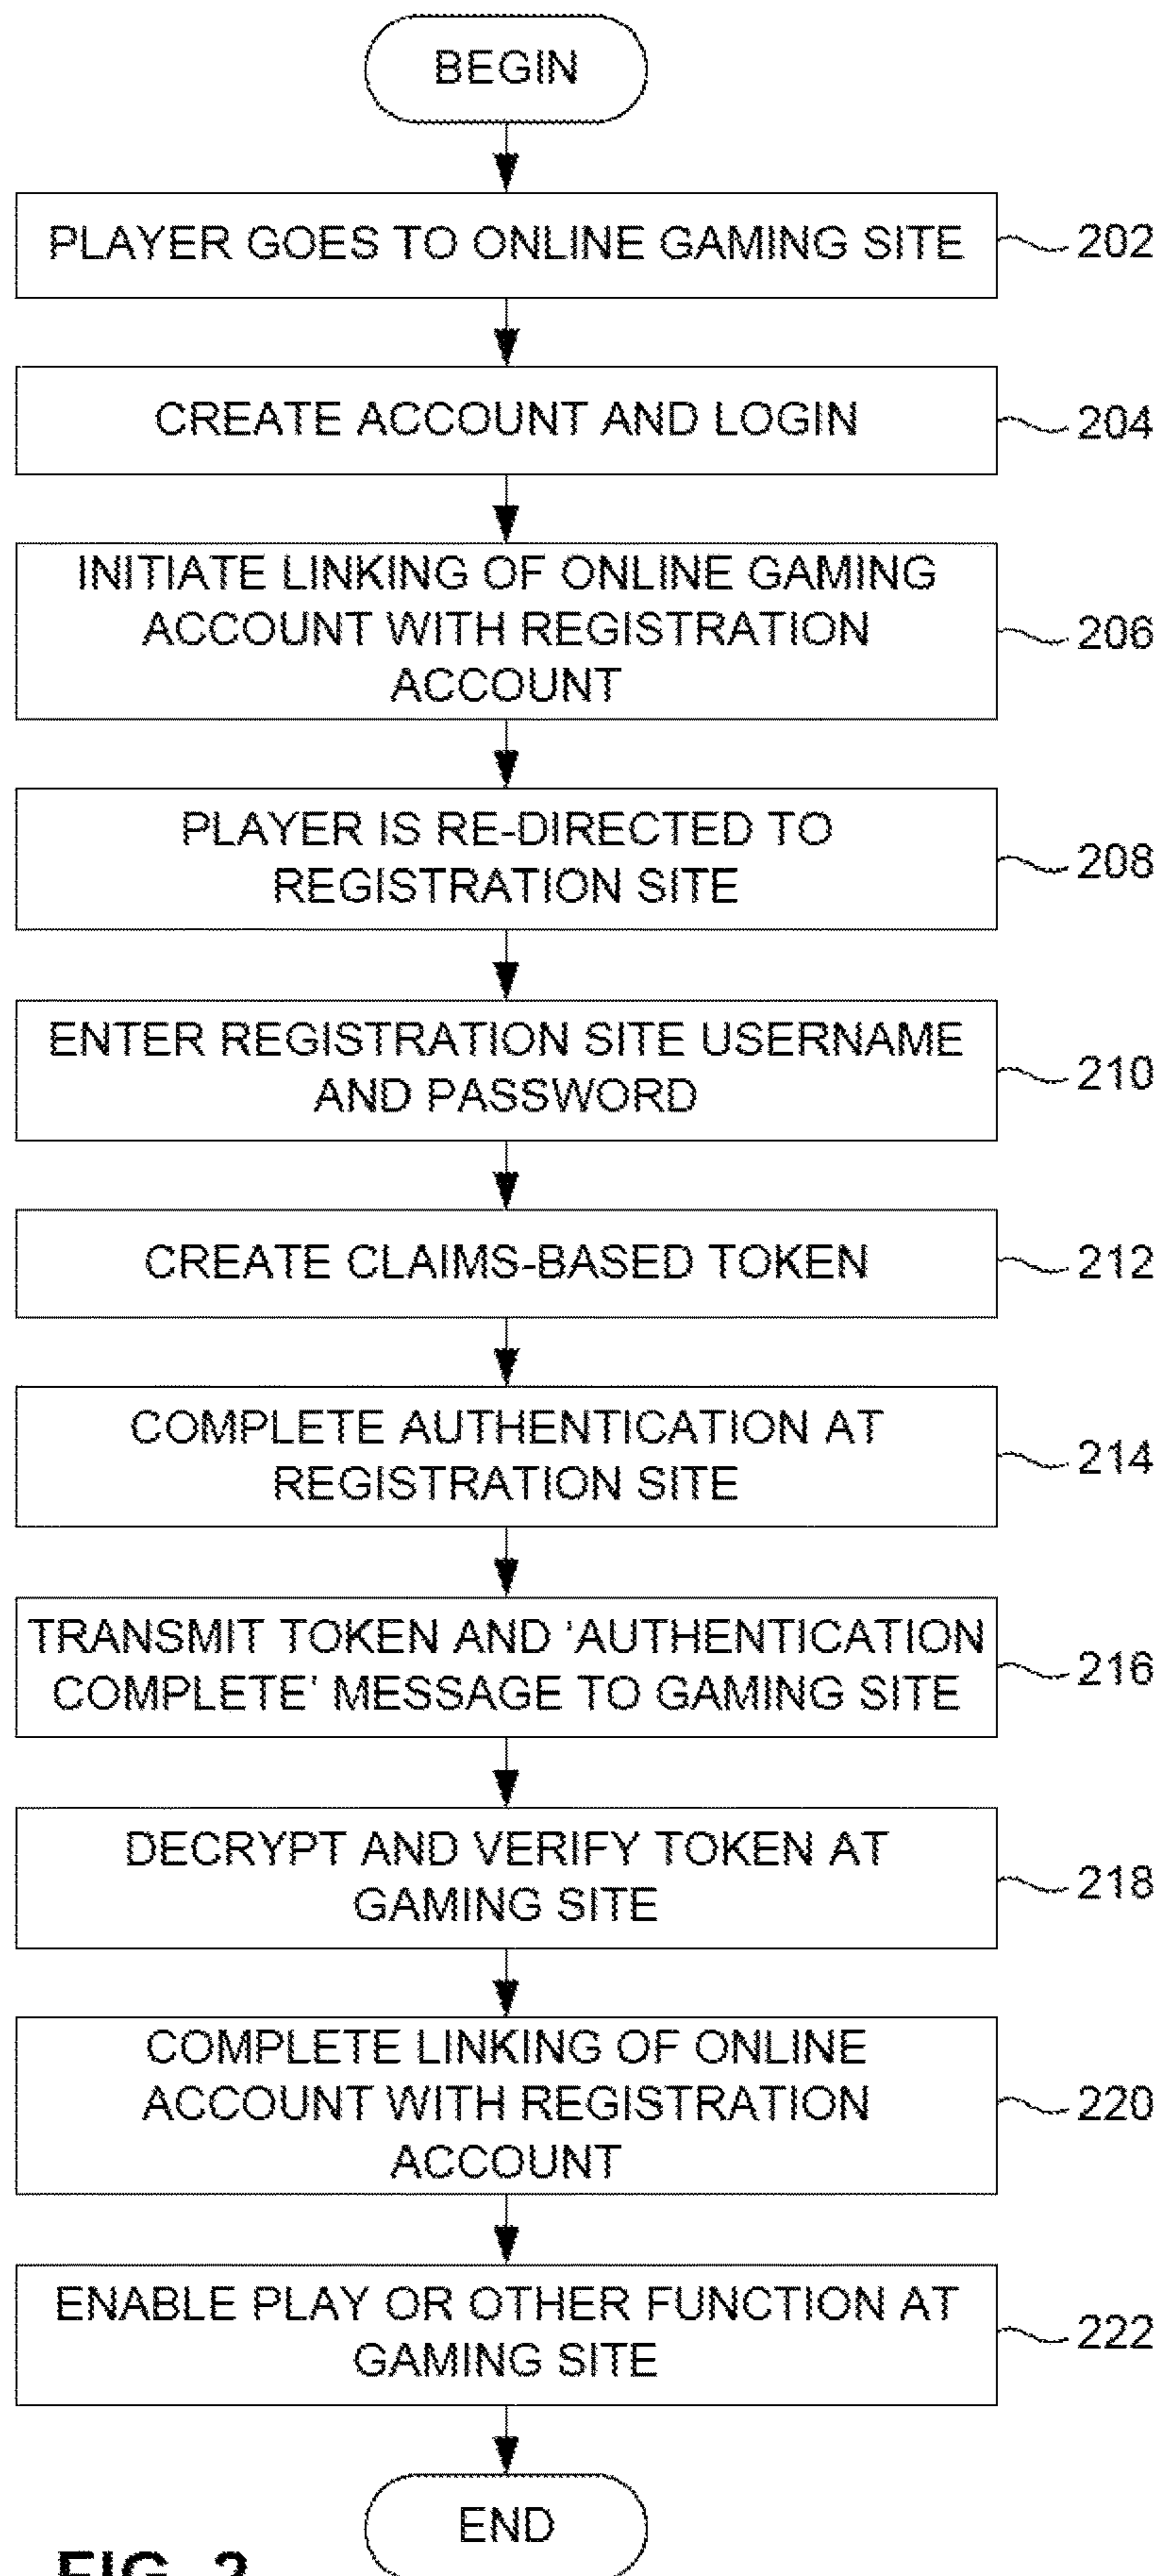 BEGIN
PLAYER GOES TO ONLINE GAMING SITE
202
CREATE ACCOUNT AND LOGIN
204
INITIATE LINKING OF ONLINE GAMING
ACCOUNT WITH REGISTRATION
ACCOUNT
206
PLAYER IS RE-DIRECTED TO
REGISTRATION SITE
208
ENTER REGISTRATION SITE USERNAME
AND PASSWORD
210
CREATE CLAIMS-BASED TOKEN
212
COMPLETE AUTHENTICATION AT
REGISTRATION SITE
214
TRANSMIT TOKEN AND ‘AUTHENTICATION
COMPLETE’ MESSAGE TO GAMING SITE
216
DECRYPT AND VERIFY TOKEN AT
GAMING SITE
218
COMPLETE LINKING OF ONLINE
ACCOUNT WITH REGISTRATION
ACCOUNT
220
ENABLE PLAY OR OTHER FUNCTION AT
GAMING SITE
222
END
FIG. 2